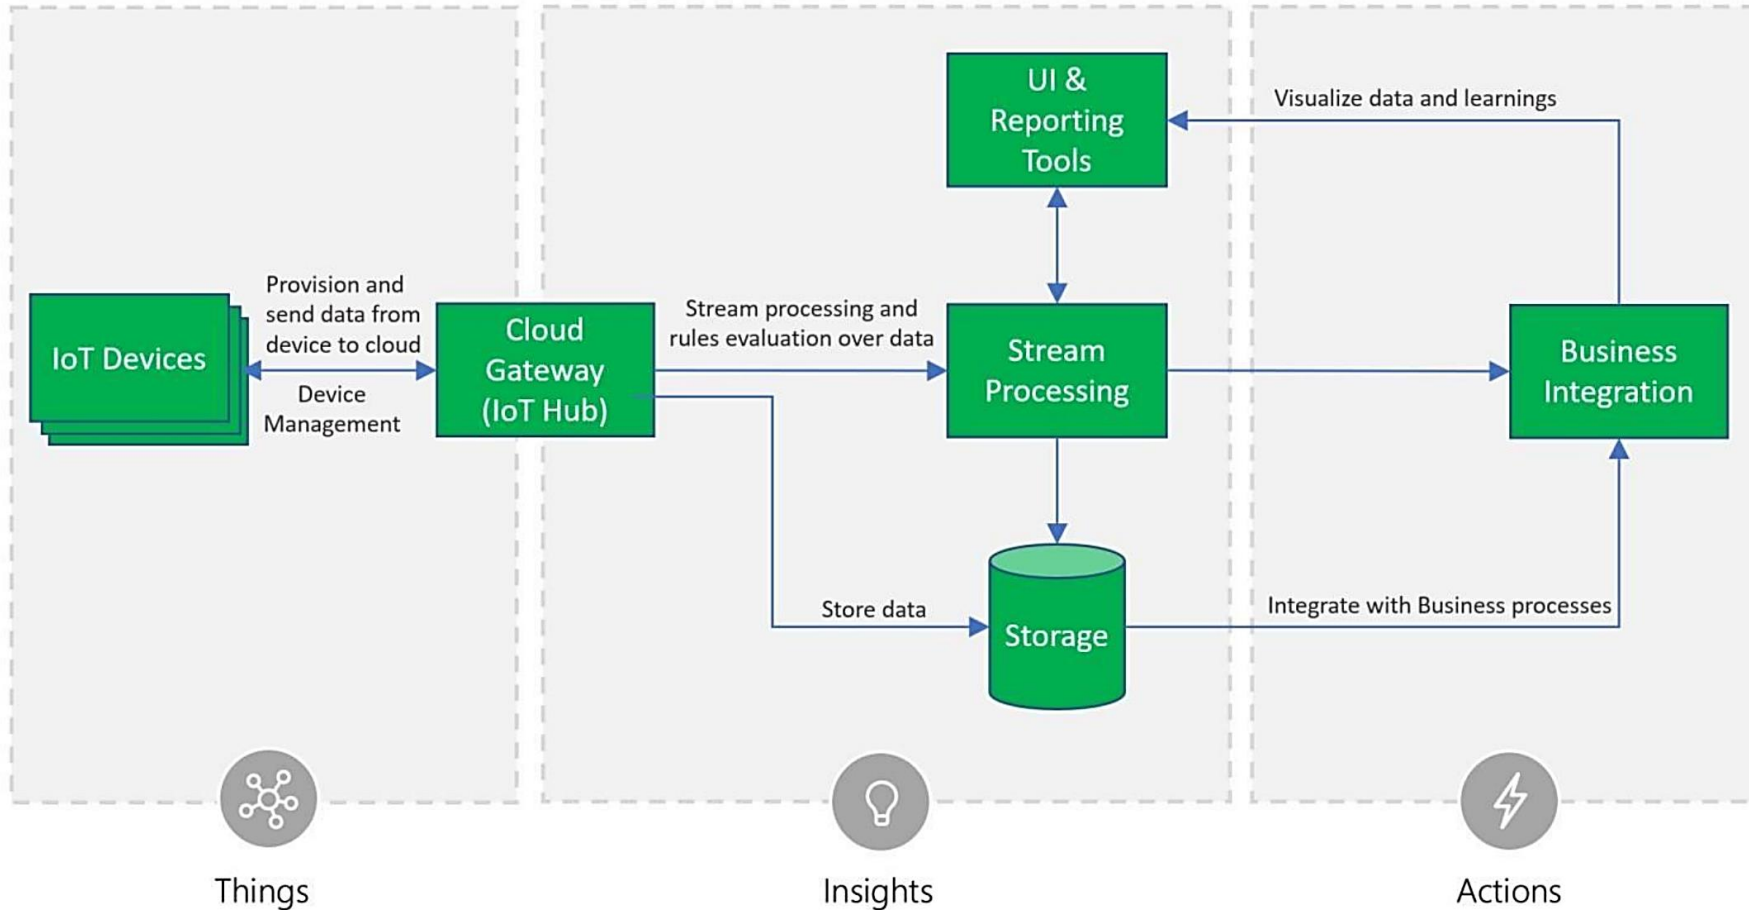 UI &
Reporting
Tools
Visualize data and learnings
Provision and
send data from
device to cloud
IoT Devices
Device
Management
Cloud
Gateway
(IoT Hub)
Stream processing and
rules evaluation over data
Stream
Processing
Business
Integration
Store data
Storage
Integrate with Business processes
Things
Insights
Actions